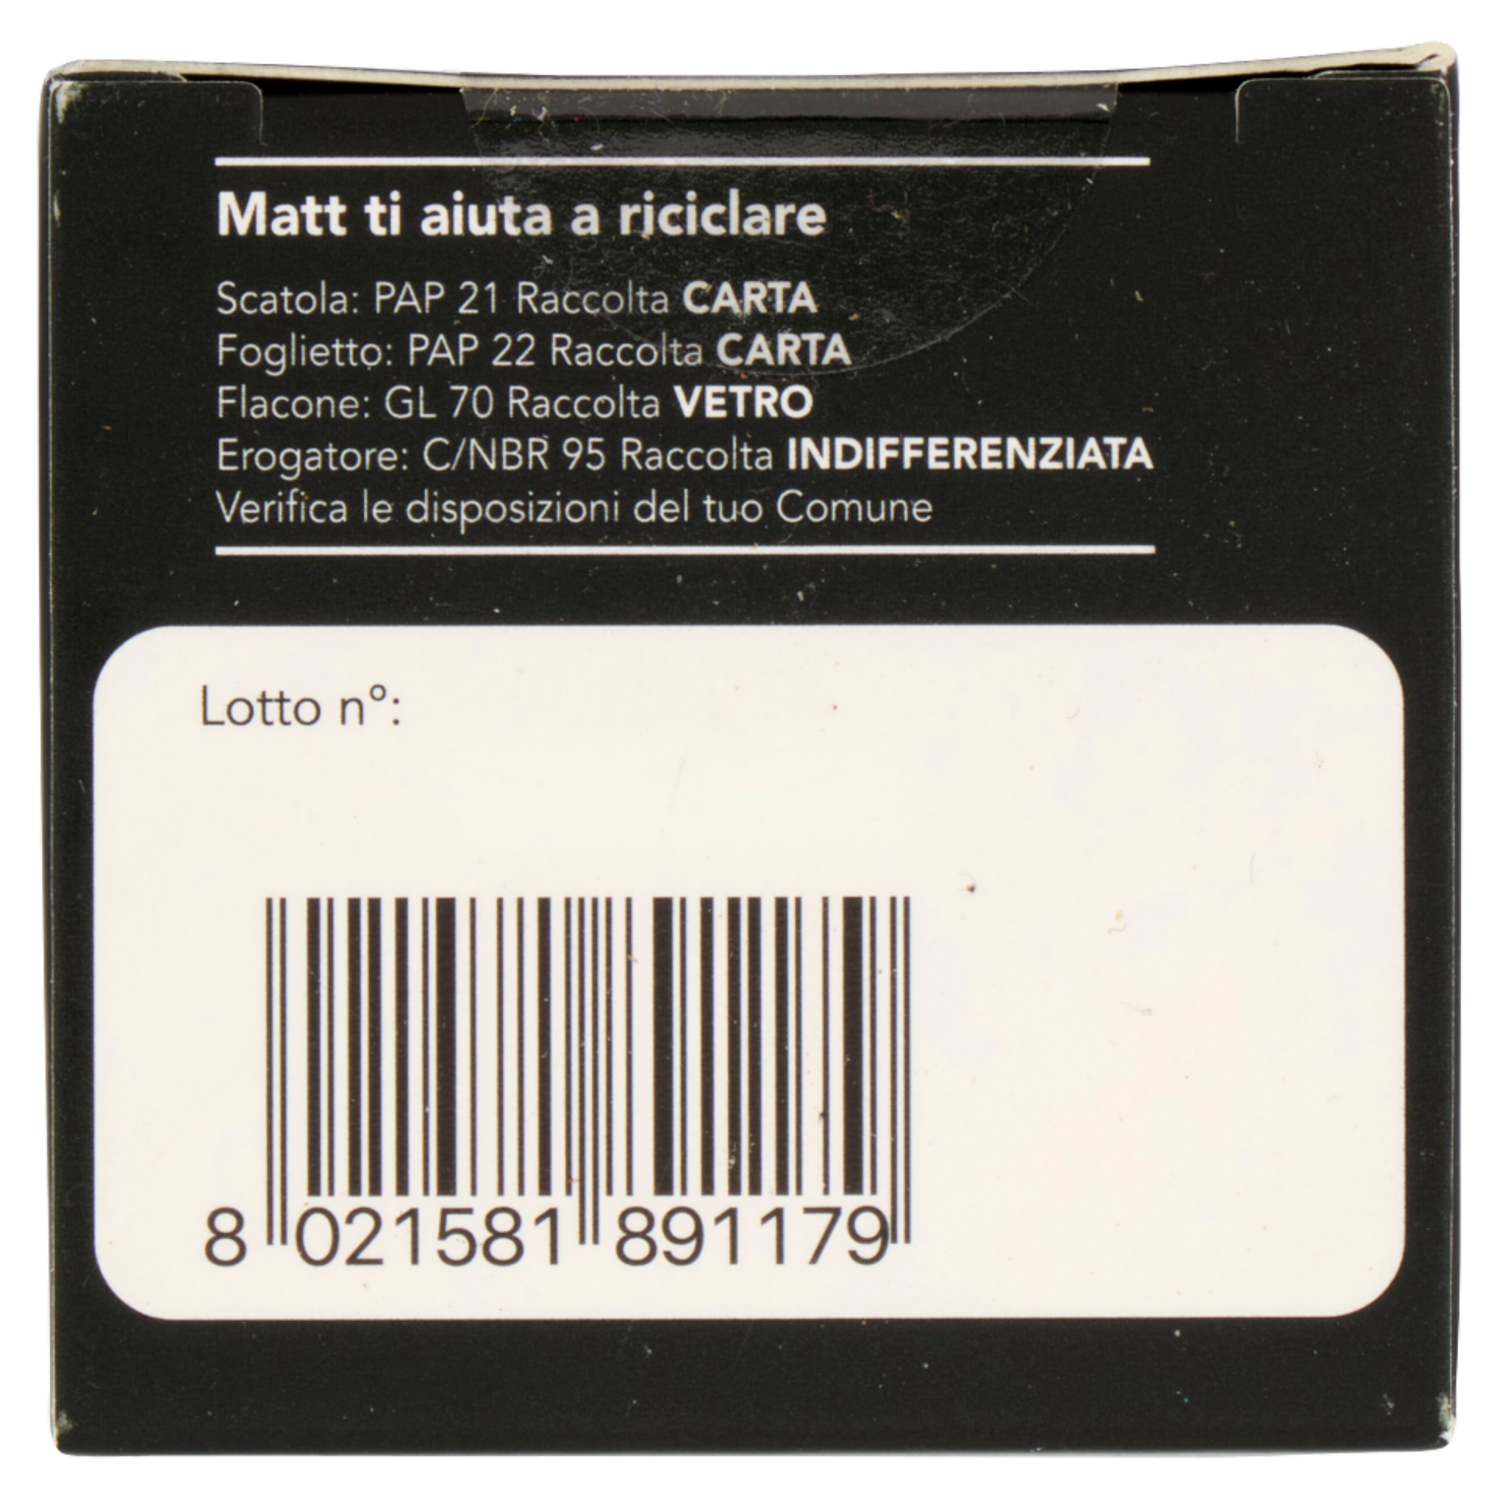 Matt ti aiuta a riciclare
Scatola: PAP 21 Raccolta CARTA
Foglietto: PAP 22 Raccolta CARTA
Flacone: GL 70 Raccolta VETRO
Erogatore: C/NBR 95 Raccolta INDIFFERENZIATA
Verifica le disposizioni del tuo Comune
Lotto n°:
8 021581 891179